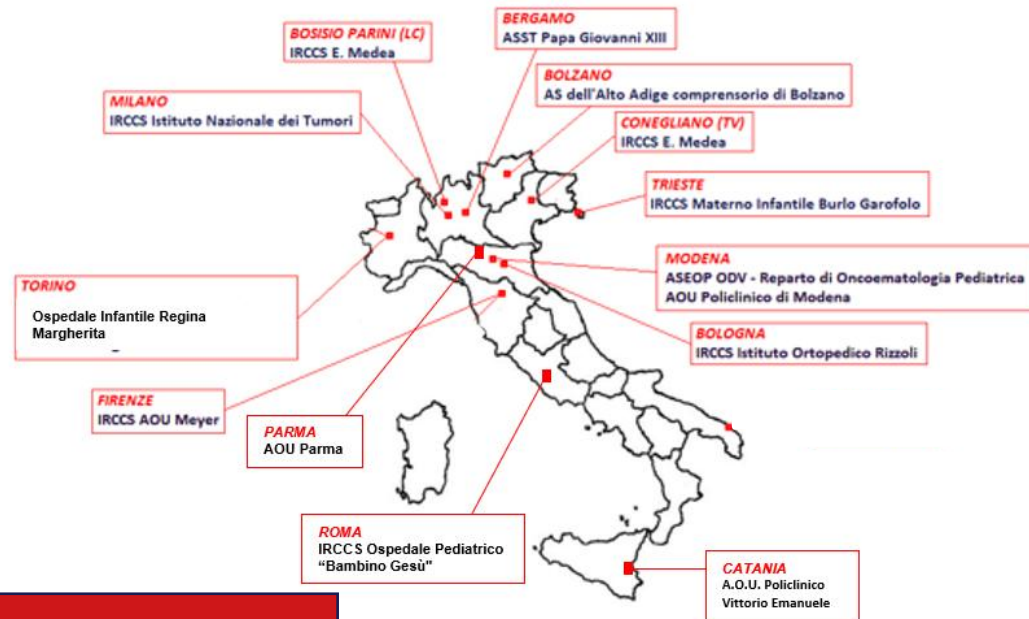 BERGAMO
ASST Papa Giovanni XIII
BOSISIO PARINI (LC)
IRCCS E. Medea
BOLZANO
AS dell'Alto Adige comprensorio di Bolzano
MILANO
IRCCS Istituto Nazionale dei Tumori
CONEGLIANO (TV)
IRCCS E. Medea
TRIESTE
IRCCS Materno Infantile Burlo Garofolo
MODENA
ASEOP ODV - Reparto di Oncoematologia Pediatrica
AOU Policlinico di Modena
TORINO
Ospedale Infantile Regina
Margherita
BOLOGNA
IRCCS Istituto Ortopedico Rizzoli
FIRENZE
IRCCS AOU Meyer
PARMA
AOU Parma
ROMA
IRCCS Ospedale Pediatrico
“Bambino Gesù"
CATANIA
A.O.U. Policlinico
Vittorio Emanuele